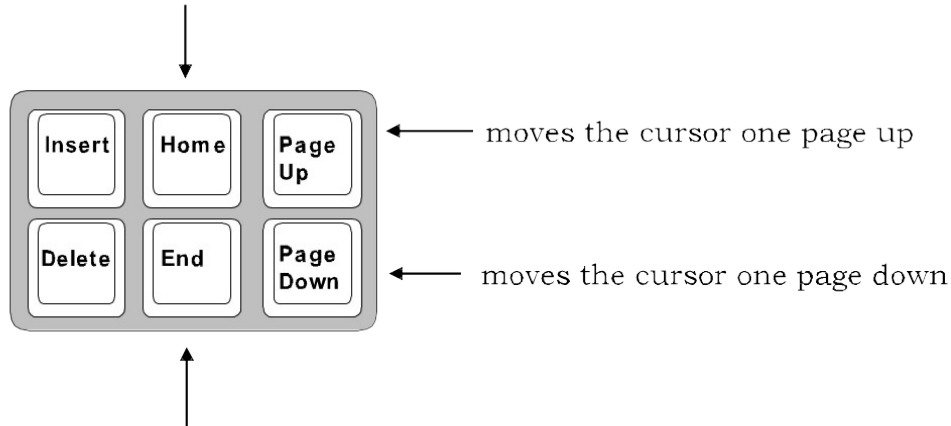 Insert
Home
Page
Up
moves the cursor one page up
Delete
End
Page
Down
moves the cursor one page down